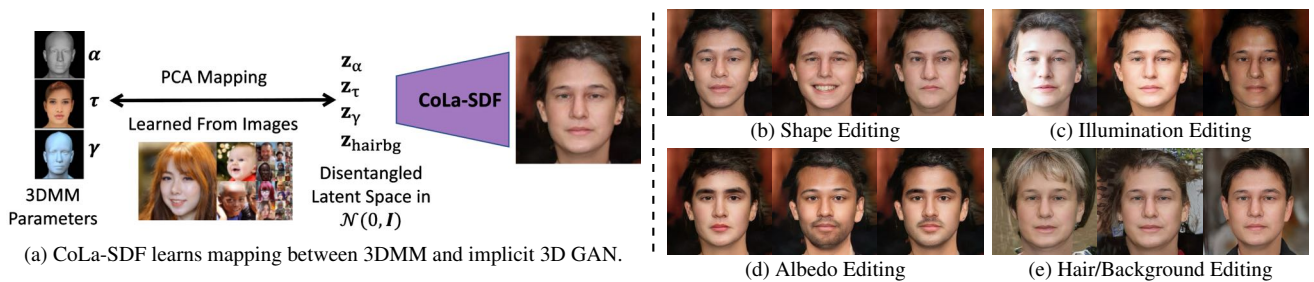 α
PCA Mapping
τ
Learned From Images
γ
3DMM
Parameters
z_α
z_τ
z_γ
z_hairbg
Disentangled
Latent Space in
𝒩(0, I)
CoLa-SDF
(a) CoLa-SDF learns mapping between 3DMM and implicit 3D GAN.
(b) Shape Editing
(c) Illumination Editing
(d) Albedo Editing
(e) Hair/Background Editing